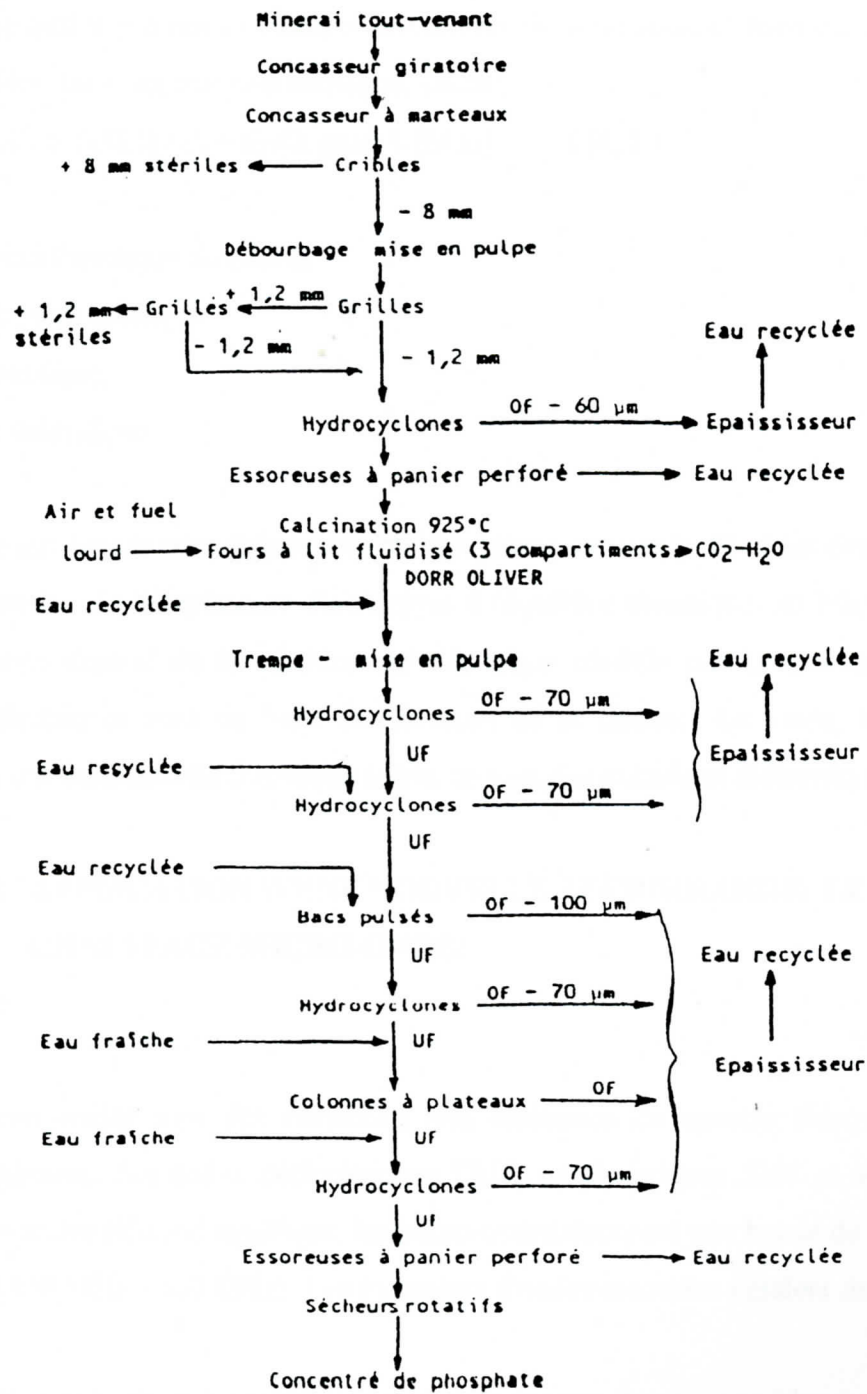 Minerai tout-venant
Concasseur giratoire
Concasseur à marteaux
+ 8 mm stériles
Cribles
- 8 mm
Débourbage mise en pulpe
+ 1,2 mm stériles
Grilles
+ 1,2 mm
Grilles
- 1,2 mm
- 1,2 mm
Eau recyclée
Hydrocyclones
OF - 60 µm
Epaississeur
Essoreuses à panier perforé
Eau recyclée
Air et fuel
lourd
Calcination 925°C
Fours à lit fluidisé (3 compartiments
CO2-H2O
DORR OLIVER
Eau recyclée
Trempe - mise en pulpe
Eau recyclée
Hydrocyclones
OF - 70 µm
UF
Epaississeur
Eau recyclée
Hydrocyclones
OF - 70 µm
UF
Eau recyclée
Bacs pulsés
OF - 100 µm
UF
Eau recyclée
Hydrocyclones
OF - 70 µm
Eau fraîche
UF
Epaississeur
Colonnes à plateaux
OF
Eau fraîche
UF
Hydrocyclones
OF - 70 µm
UF
Essoreuses à panier perforé
Eau recyclée
Sécheurs rotatifs
Concentré de phosphate